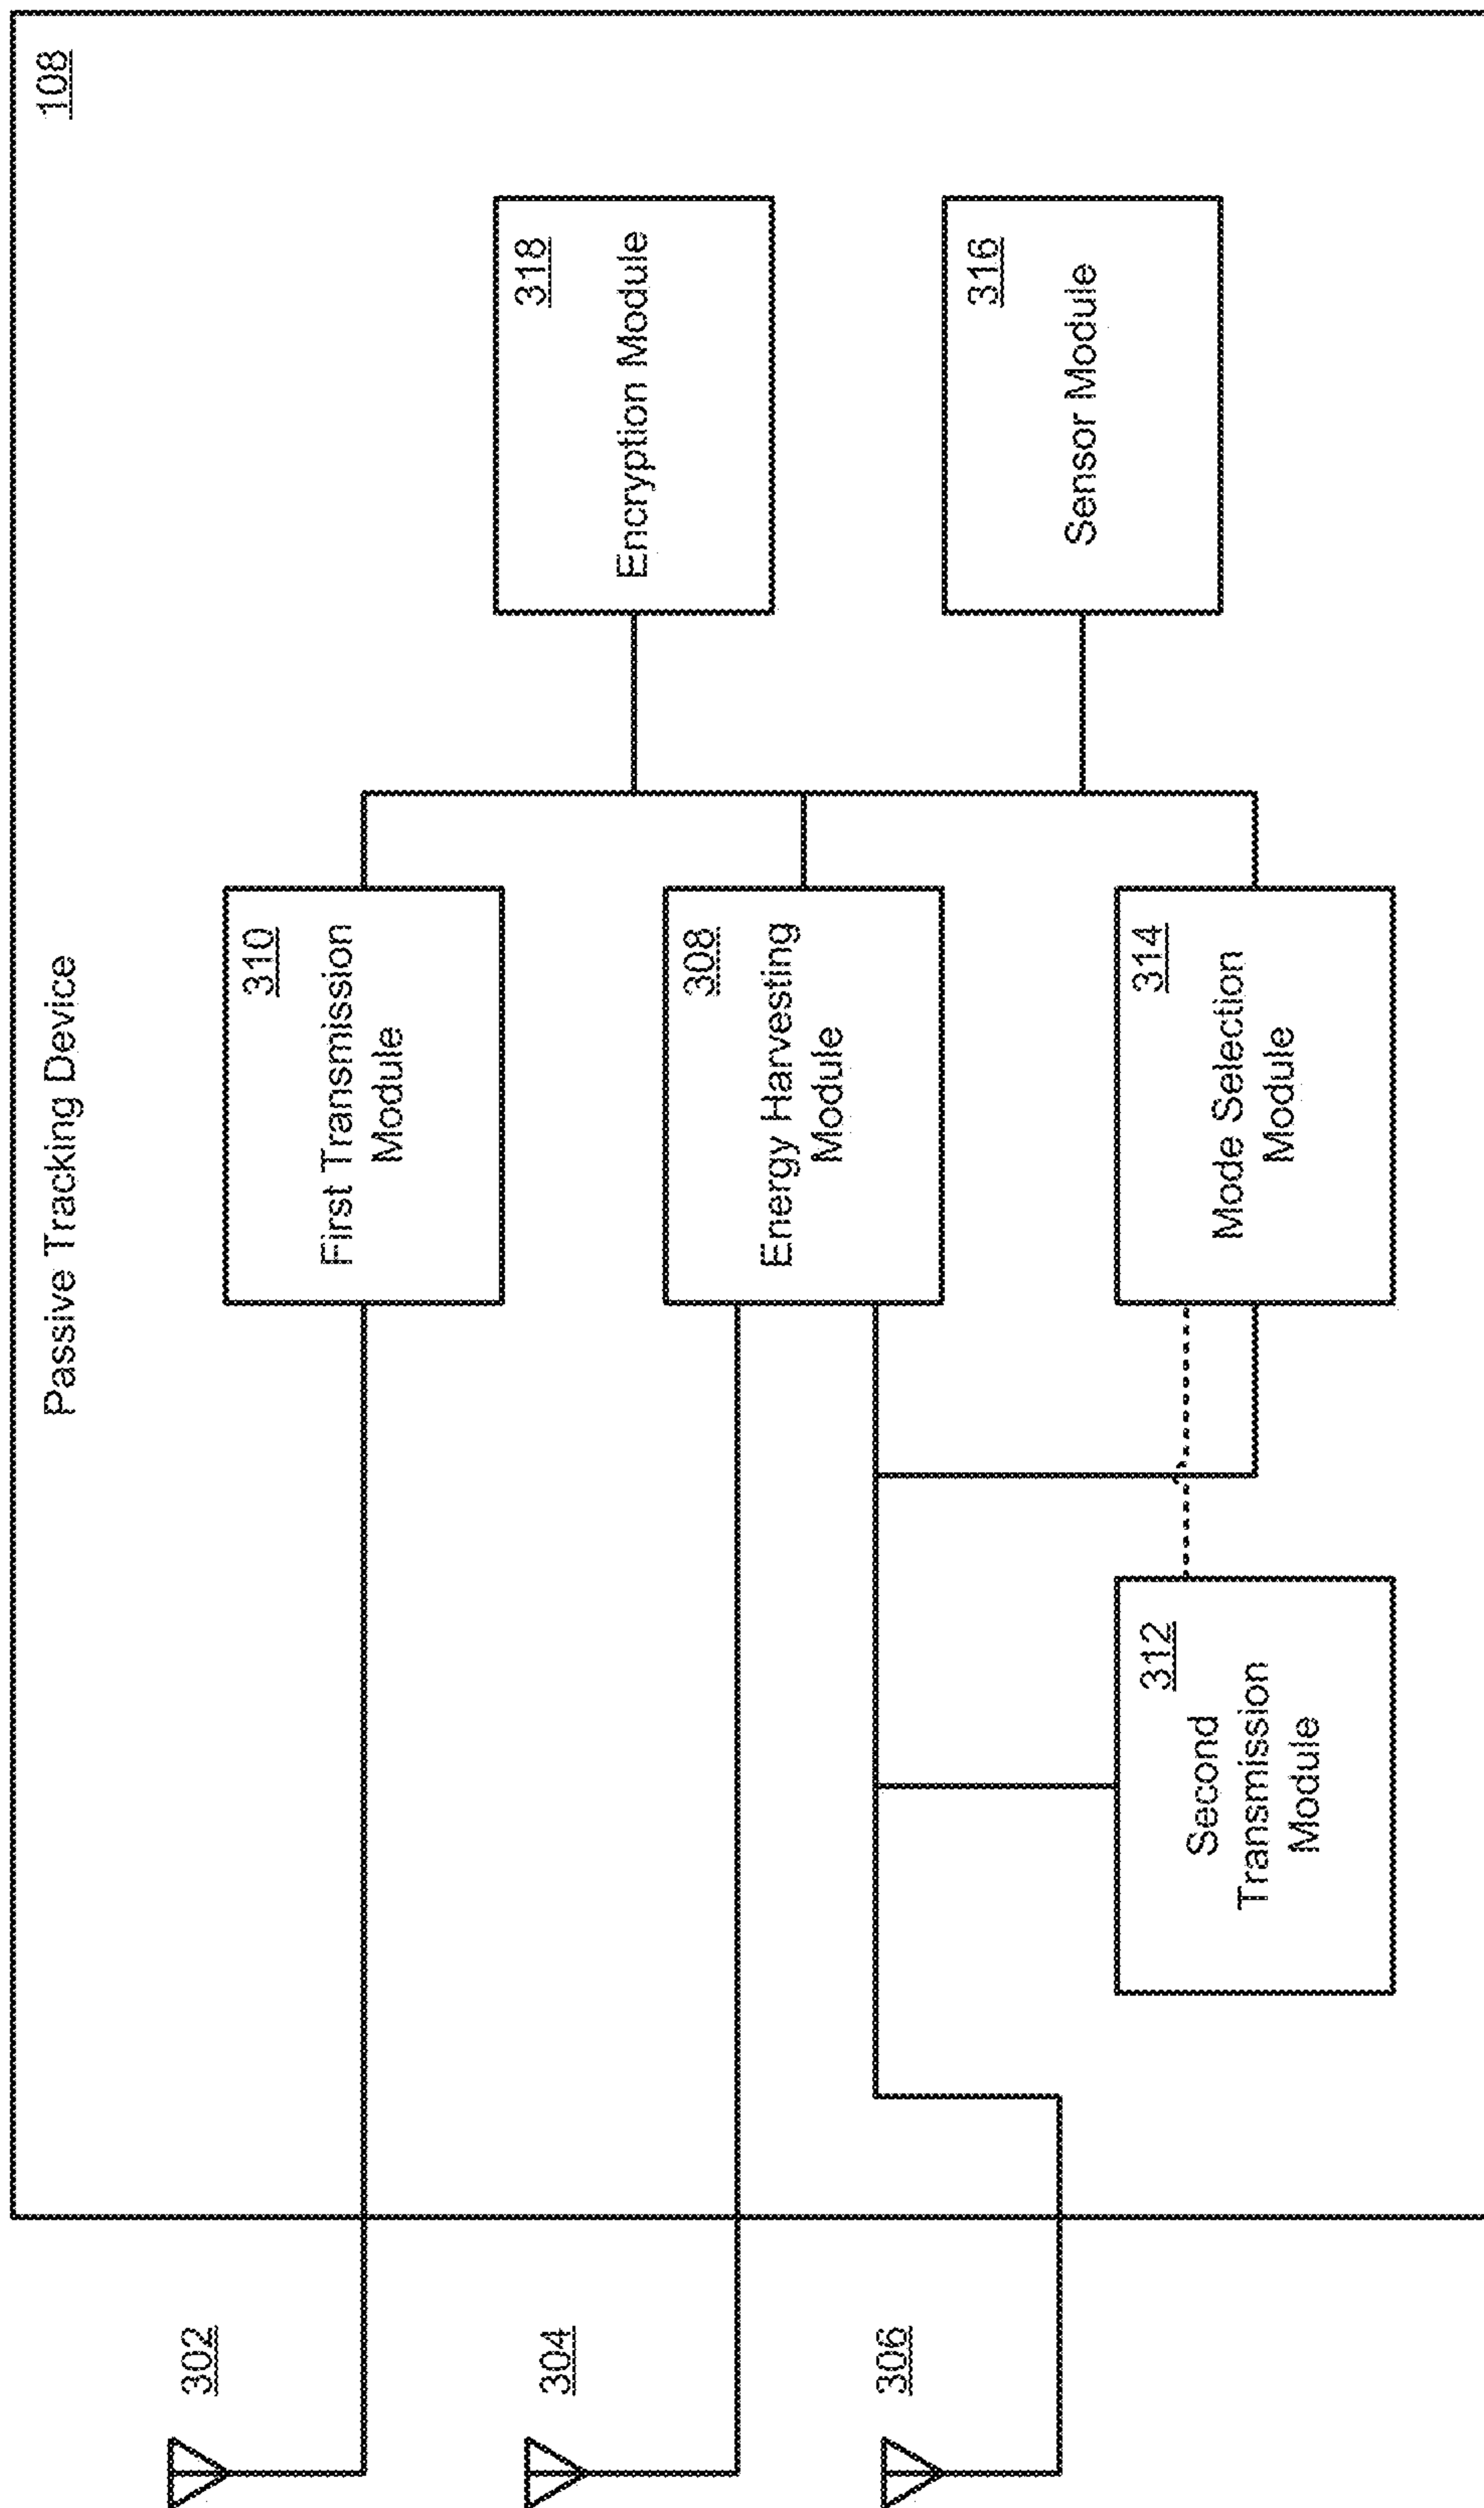 Passive Tracking Device
108
302
310
First Transmission
Module
318
Encryption Module
304
308
Energy Harvesting
Module
316
Sensor Module
306
312
Second
Transmission
Module
314
Mode Selection
Module